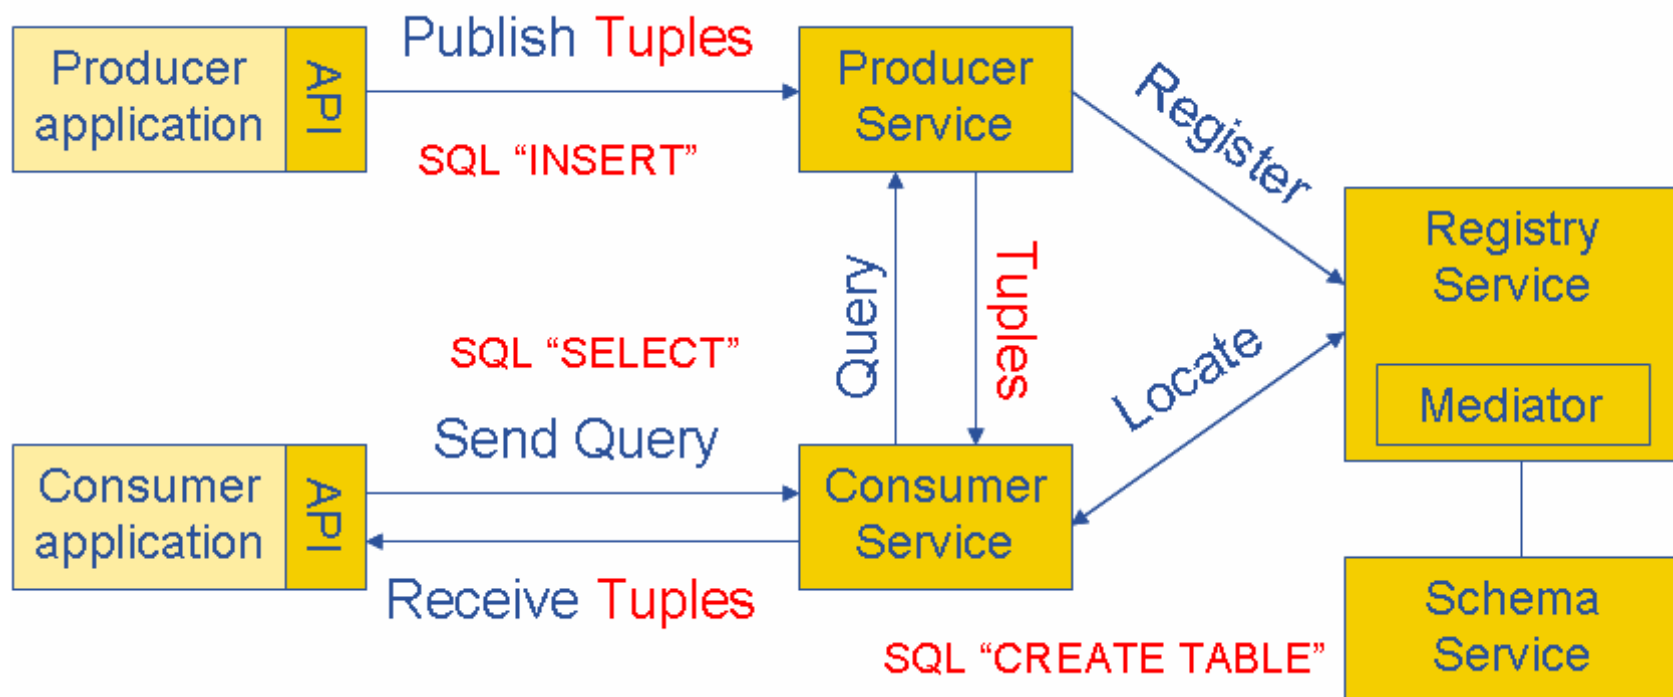 Producer
application
API
Publish Tuples
SQL “INSERT”
Producer
Service
Register
Registry
Service
Mediator
Query
Tuples
Locate
SQL “SELECT”
Send Query
Consumer
application
API
Receive Tuples
Consumer
Service
SQL “CREATE TABLE”
Schema
Service